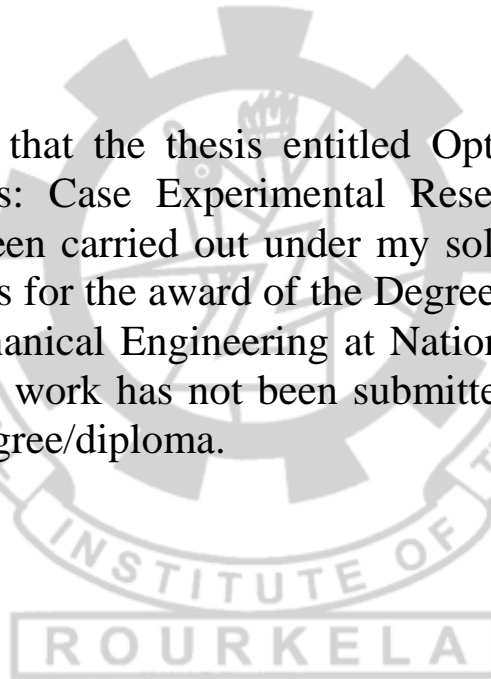 that the thesis entitled Opt
s: Case Experimental Rese
een carried out under my sol
s for the award of the Degree
hanical Engineering at Nation
work has not been submitte
gree/diploma.
INSTITUTE OF
ROURKELA